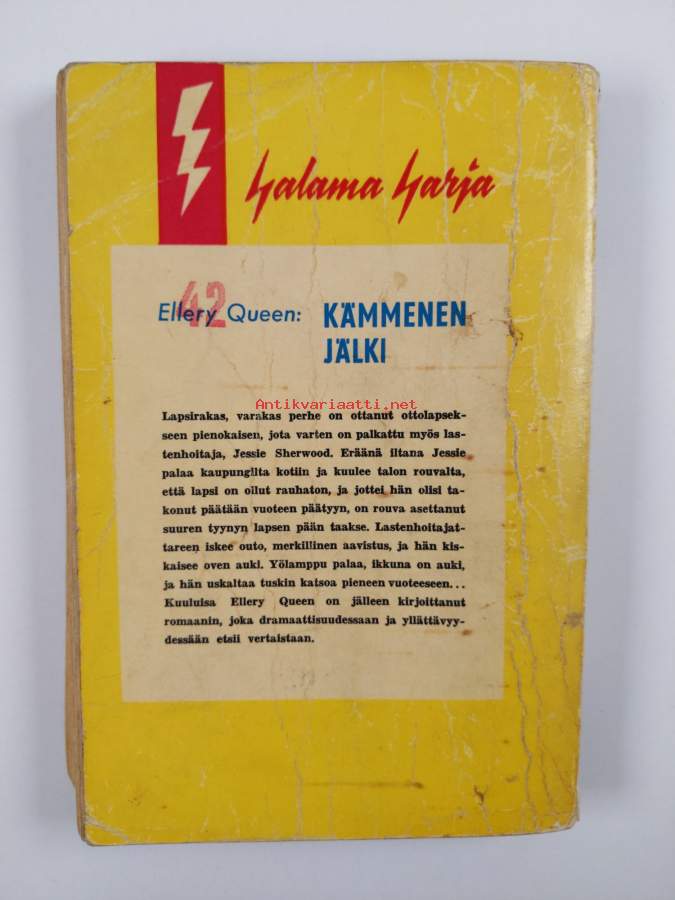 Salama Sarja
42
Ellery Queen: KÄMMENEN
JÄLKI
Antikvariaatti.net
Lapsirakas, varakas perhe on ottanut ottolapsek-
seen pienokaisen, jota varten on palkattu myös las-
tenhoitaja, Jessie Sherwood. Eräänä iltana Jessie
palaa kaupungilta kotiin ja kuulee talon rouvalta,
että lapsi on ollut rauhaton, ja jottei hän olisi ta-
konut päätään vuoteen päätyyn, on rouva asettanut
suuren tyynyn lapsen pään taakse. Lastenhoitajat-
tareen iskee outo, merkillinen aavistus, ja hän kis-
kaisee oven auki. Yölamppu palaa, ikkuna on auki,
ja hän uskaltaa tuskin katsoa pieneen vuoteeseen...
Kuuluisa Ellery Queen on jälleen kirjoittanut
romaanin, joka dramaattisuudessaan ja yllättävyy-
dessään etsii vertaistaan.